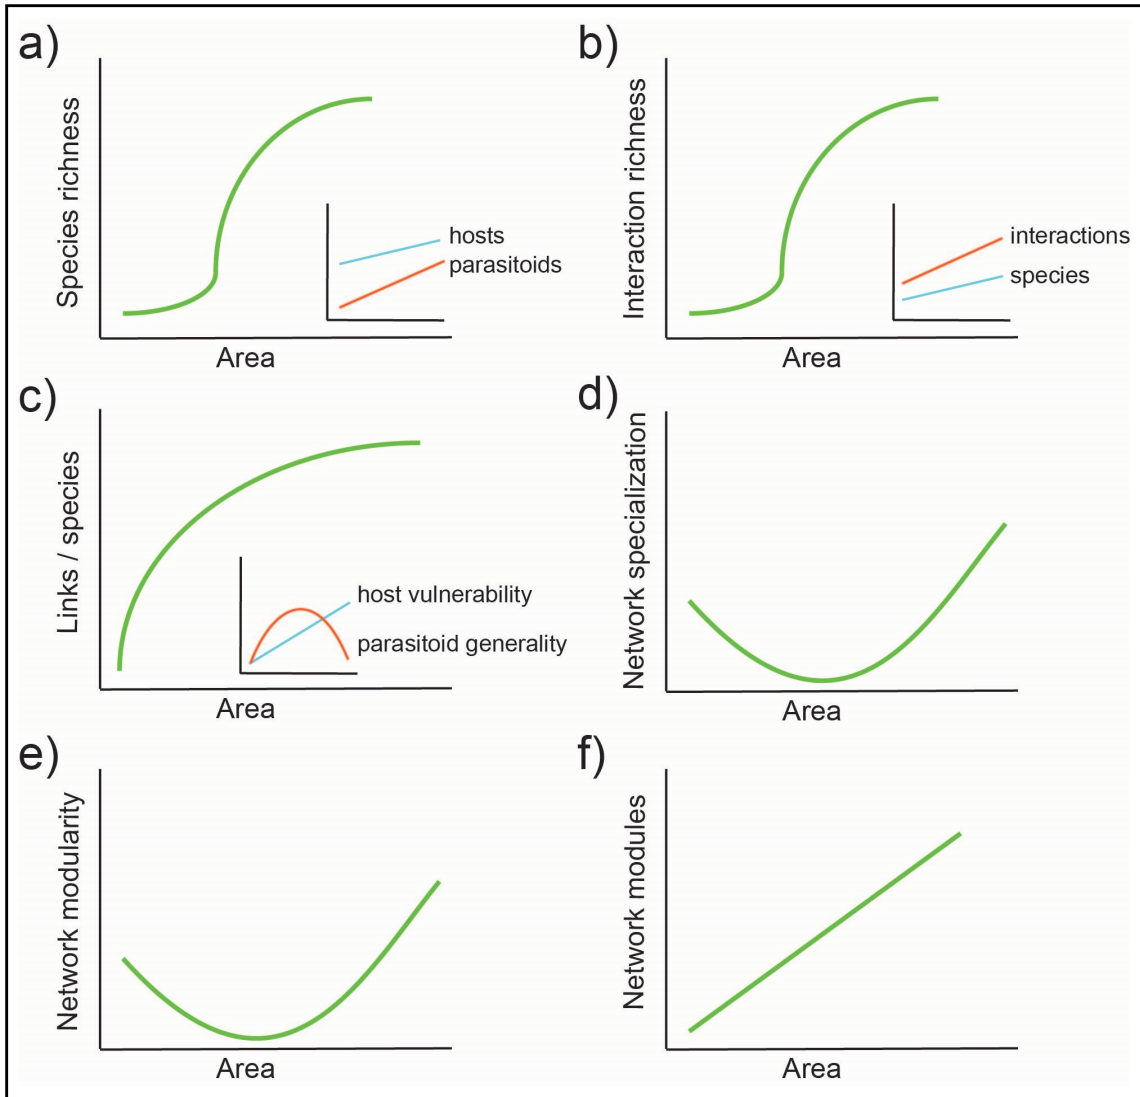 a)
Species richness
hosts
parasitoids
Area
b)
Interaction richness
interactions
species
Area
c)
Links / species
host vulnerability
parasitoid generality
Area
d)
Network specialization
Area
e)
Network modularity
Area
f)
Network modules
Area